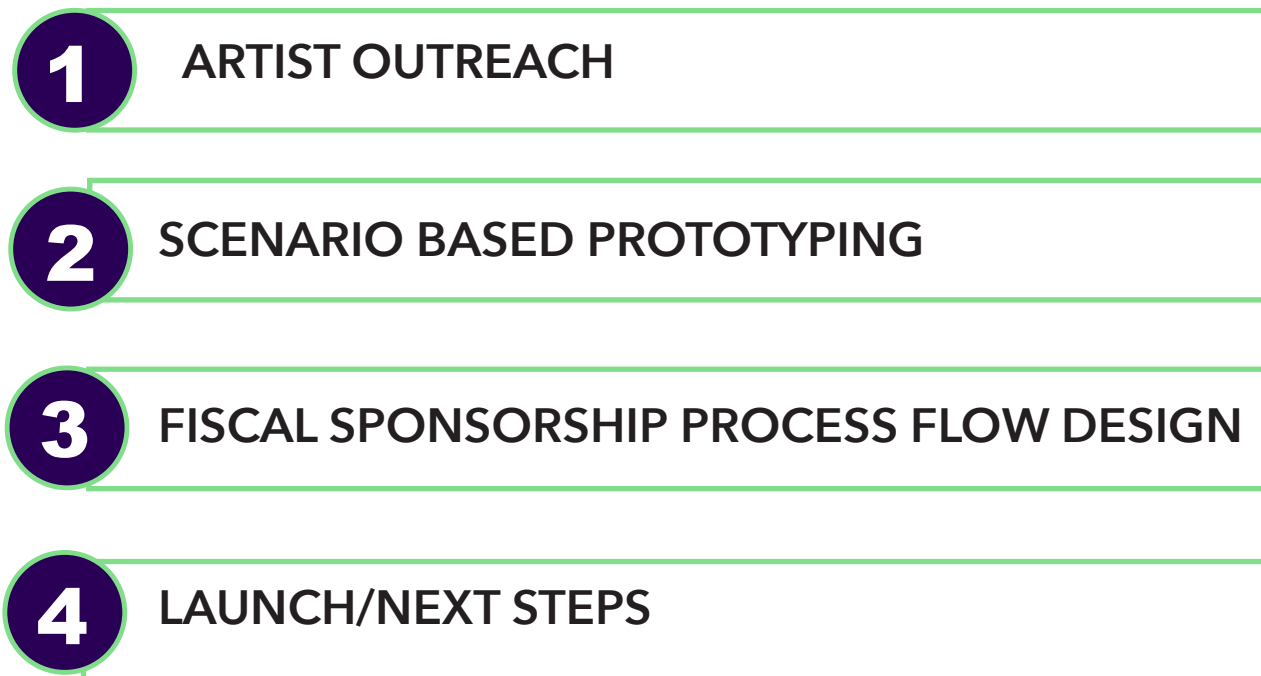 1
ARTIST OUTREACH
2
SCENARIO BASED PROTOTYPING
3
FISCAL SPONSORSHIP PROCESS FLOW DESIGN
4
LAUNCH/NEXT STEPS